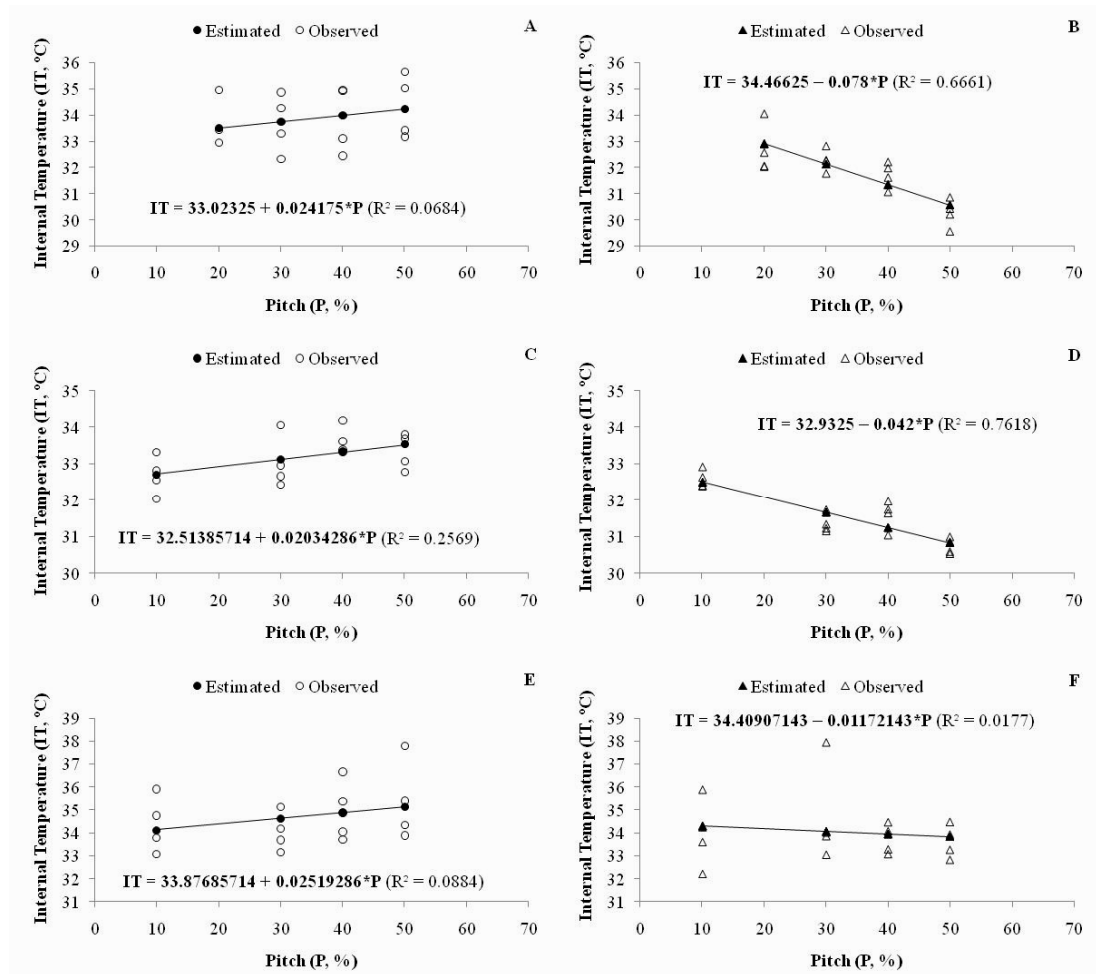 Estimated Observed A
Internal Temperature (IT, °C)
36
35
34
33
32
31
30
29
IT = 33.02325 + 0.024175*P (R² = 0.0684)
0 10 20 30 40 50 60 70
Pitch (P, %)
Estimated Observed B
Internal Temperature (IT, °C)
36
35
34
33
32
31
30
29
IT = 34.46625 – 0.078*P (R² = 0.6661)
0 10 20 30 40 50 60 70
Pitch (P, %)
Estimated Observed C
Internal Temperature (IT, °C)
35
34
33
32
31
30
IT = 32.51385714 + 0.02034286*P (R² = 0.2569)
0 10 20 30 40 50 60 70
Pitch (P, %)
Estimated Observed D
Internal Temperature (IT, °C)
35
34
33
32
31
30
IT = 32.9325 – 0.042*P (R² = 0.7618)
0 10 20 30 40 50 60 70
Pitch (P, %)
Estimated Observed E
Internal Temperature (IT, °C)
39
38
37
36
35
34
33
32
31
IT = 33.87685714 + 0.02519286*P (R² = 0.0884)
0 10 20 30 40 50 60 70
Pitch (P, %)
Estimated Observed F
Internal Temperature (IT, °C)
39
38
37
36
35
34
33
32
31
IT = 34.40907143 – 0.01172143*P (R² = 0.0177)
0 10 20 30 40 50 60 70
Pitch (P, %)